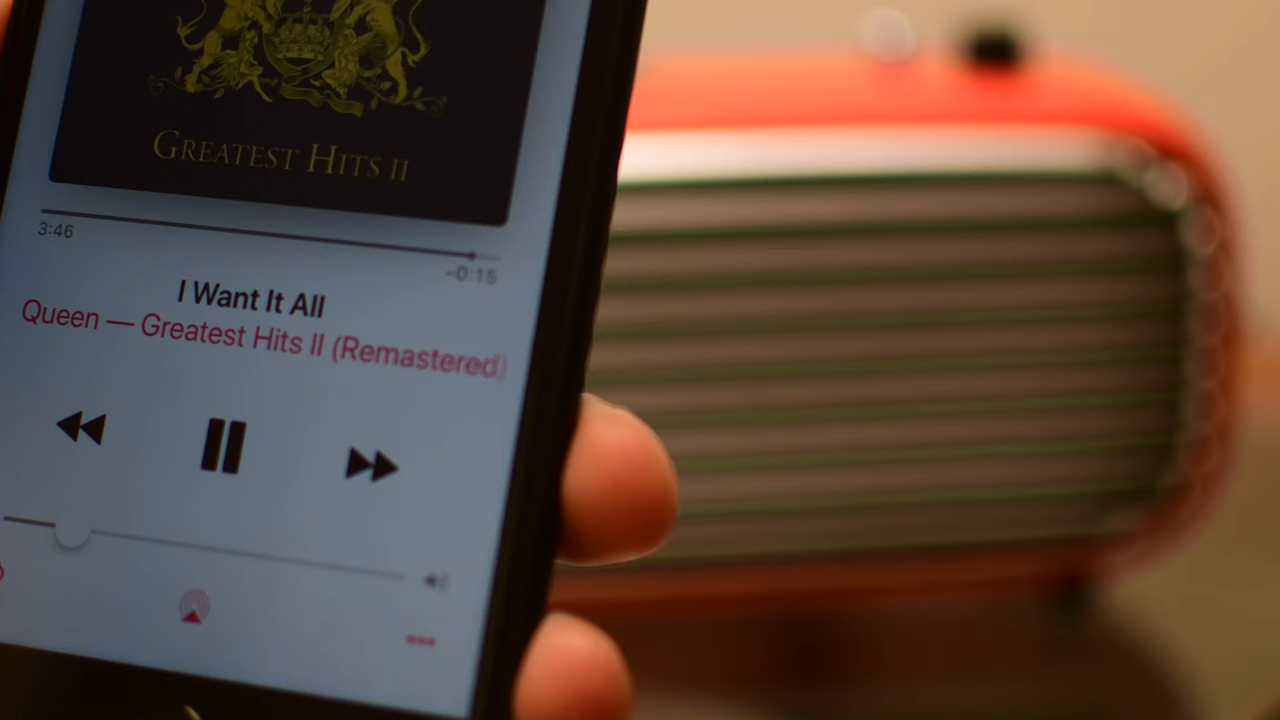 GREATEST HITS II
3:46
-0:15
I Want It All
Queen — Greatest Hits II (Remastered)